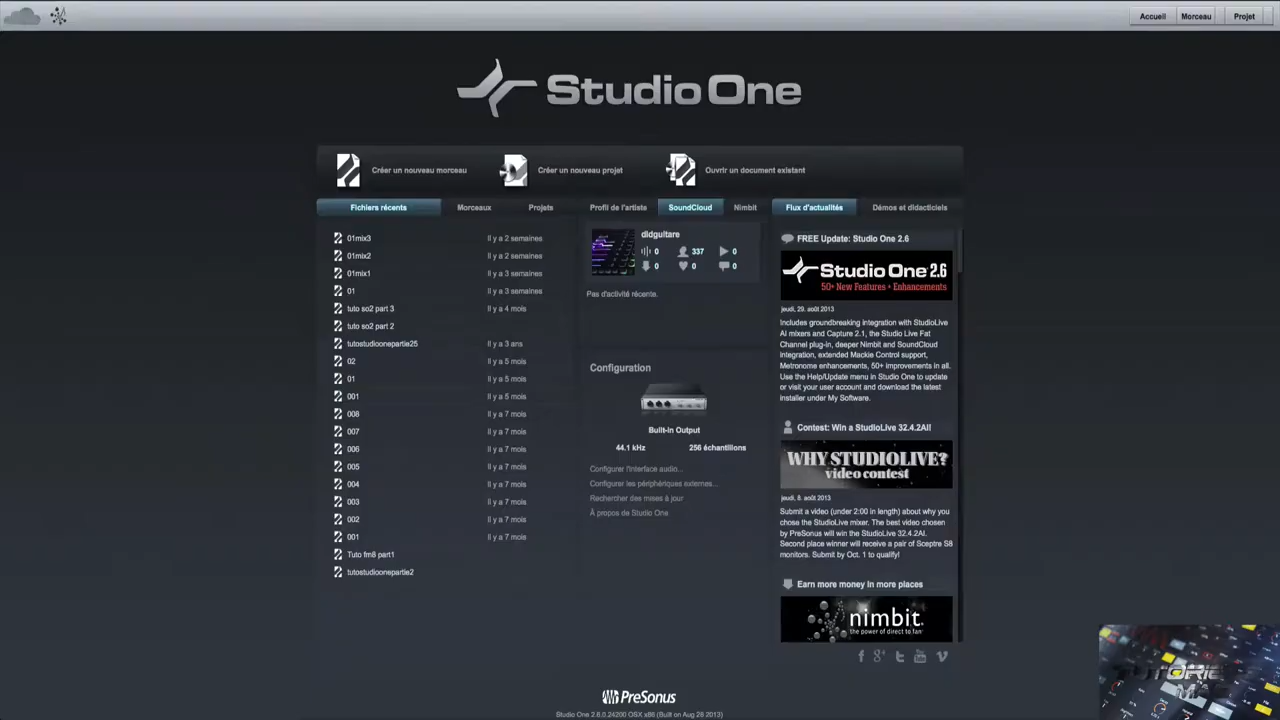 Accueil Morceau Projet
Studio One
Créer un nouveau morceau Créer un nouveau projet Ouvrir un document existant
Fichiers récents Morceaux Projets
01mix3 Il y a 2 semaines
01mix2 Il y a 2 semaines
01mix1 Il y a 3 semaines
01 Il y a 3 semaines
tuto so2 part 3 Il y a 4 mois
tuto so2 part 2
tutostudioonepartie25 Il y a 3 ans
02 Il y a 5 mois
01 Il y a 5 mois
001 Il y a 5 mois
008 Il y a 7 mois
007 Il y a 7 mois
006 Il y a 7 mois
005 Il y a 7 mois
004 Il y a 7 mois
003 Il y a 7 mois
002 Il y a 7 mois
001 Il y a 7 mois
Tuto fm8 part1
tutostudioonepartie2
Profil de l'artiste SoundCloud Nimbit
didguitare
0 337 0
0 0 0
Pas d'activité récente.
Configuration
Built-in Output
44.1 kHz 256 échantillons
Configurer l'interface audio...
Configurer les périphériques externes...
Rechercher des mises à jour
À propos de Studio One
Flux d'actualités Démos et didacticiels
FREE Update: Studio One 2.6
Studio One 2.6
50+ New Features + Enhancements
jeudi, 29. août 2013
Includes groundbreaking integration with StudioLive
AI mixers and Capture 2.1, the Studio Live Fat
Channel plug-in, deeper Nimbit and SoundCloud
integration, extended Mackie Control support,
Metronome enhancements, 50+ improvements in all.
Use the Help/Update menu in Studio One to update
or visit your user account and download the latest
installer under My Software.
Contest: Win a StudioLive 32.4.2AI!
WHY STUDIOLIVE?
video contest
jeudi, 8. août 2013
Submit a video (under 2:00 in length) about why you
chose the StudioLive mixer. The best video chosen
by PreSonus will win the StudioLive 32.4.2AI.
Second place winner will receive a pair of Sceptre S8
monitors. Submit by Oct. 1 to qualify!
Earn more money in more places
nimbit.
the power of direct to fan
PreSonus
Studio One 2.6.0.24200 OSX x86 (Built on Aug 28 2013)